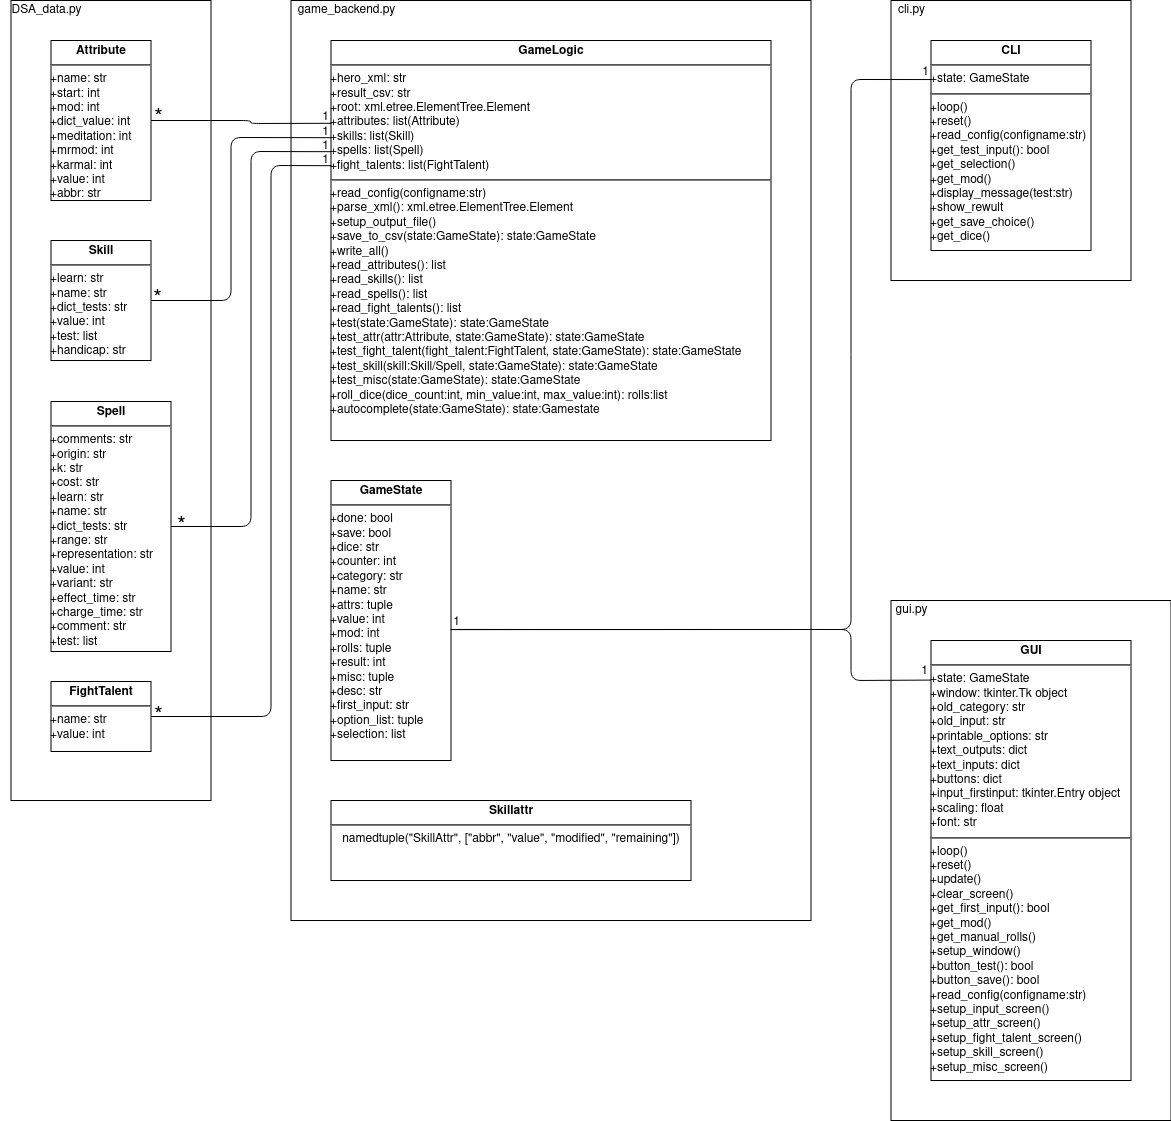 DSA_data.py
Attribute
+name: str
+start: int
+mod: int
+dict_value: int
+meditation: int
+mrmod: int
+karmal: int
+value: int
+abbr: str
*
Skill
+learn: str
+name: str
+dict_tests: str
+value: int
+test: list
+handicap: str
*
Spell
+comments: str
+origin: str
+k: str
+cost: str
+learn: str
+name: str
+dict_tests: str
+range: str
+representation: str
+value: int
+variant: str
+effect_time: str
+charge_time: str
+comment: str
+test: list
*
FightTalent
+name: str
+value: int
*
game_backend.py
GameLogic
+hero_xml: str
+result_csv: str
+root: xml.etree.ElementTree.Element
1
+attributes: list(Attribute)
1
+skills: list(Skill)
1
+spells: list(Spell)
1
+fight_talents: list(FightTalent)
+read_config(configname:str)
+parse_xml(): xml.etree.ElementTree.Element
+setup_output_file()
+save_to_csv(state:GameState): state:GameState
+write_all()
+read_attributes(): list
+read_skills(): list
+read_spells(): list
+read_fight_talents(): list
+test(state:GameState): state:GameState
+test_attr(attr:Attribute, state:GameState): state:GameState
+test_fight_talent(fight_talent:FightTalent, state:GameState): state:GameState
+test_skill(skill:Skill/Spell, state:GameState): state:GameState
+test_misc(state:GameState): state:GameState
+roll_dice(dice_count:int, min_value:int, max_value:int): rolls:list
+autocomplete(state:GameState): state:Gamestate
GameState
+done: bool
+save: bool
+dice: str
+counter: int
+category: str
+name: str
+attrs: tuple
+value: int
+mod: int
+rolls: tuple
+result: int
+misc: tuple
+desc: str
+first_input: str
+option_list: tuple
+selection: list
1
Skillattr
namedtuple("SkillAttr", ["abbr", "value", "modified", "remaining"])
cli.py
CLI
1
+state: GameState
+loop()
+reset()
+read_config(configname:str)
+get_test_input(): bool
+get_selection()
+get_mod()
+display_message(test:str)
+show_rewult
+get_save_choice()
+get_dice()
gui.py
GUI
1
+state: GameState
+window: tkinter.Tk object
+old_category: str
+old_input: str
+printable_options: str
+text_outputs: dict
+text_inputs: dict
+buttons: dict
+input_firstinput: tkinter.Entry object
+scaling: float
+font: str
+loop()
+reset()
+update()
+clear_screen()
+get_first_input(): bool
+get_mod()
+get_manual_rolls()
+setup_window()
+button_test(): bool
+button_save(): bool
+read_config(configname:str)
+setup_input_screen()
+setup_attr_screen()
+setup_fight_talent_screen()
+setup_skill_screen()
+setup_misc_screen()